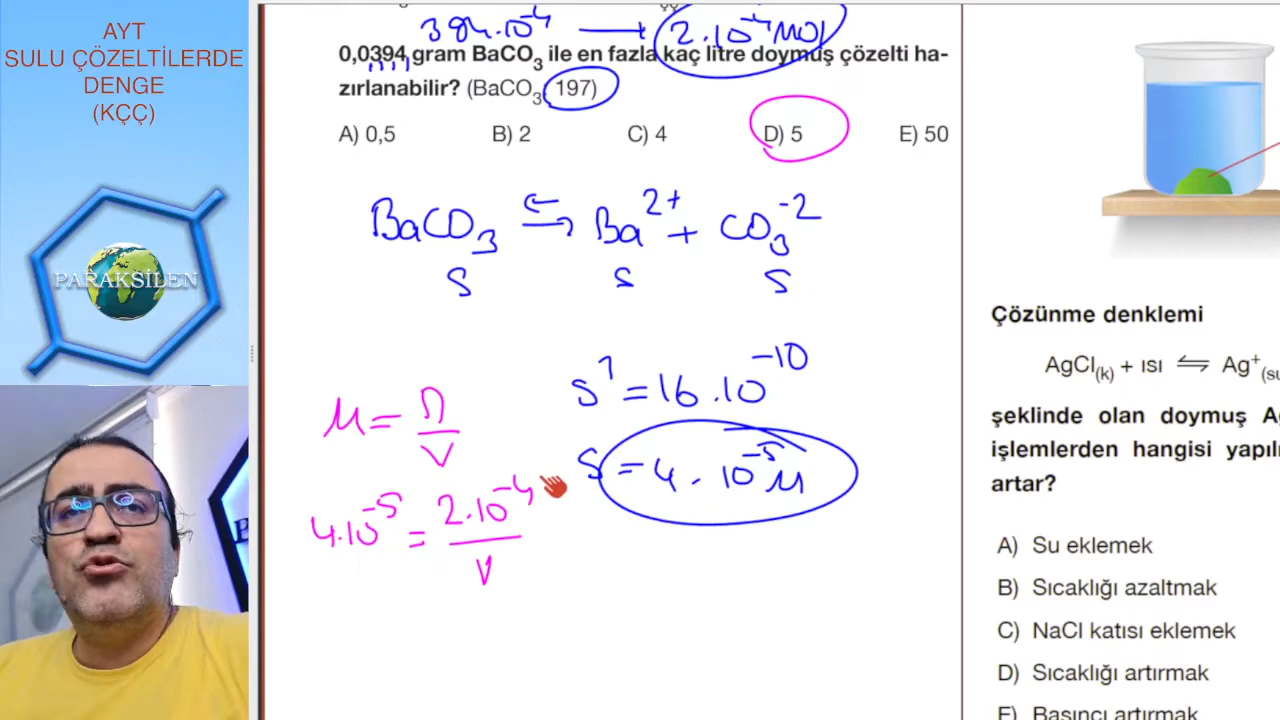 AYT
SULU ÇÖZELTİLERDE
DENGE
(KÇÇ)
PARAKSİLEN
394.10⁻⁴ → 2.10⁻⁴ mol
0,0394 gram BaCO₃ ile en fazla kaç litre doymuş çözelti ha-
zırlanabilir? (BaCO₃: 197)
A) 0,5 B) 2 C) 4 D) 5 E) 50
BaCO₃ ⇌ Ba²⁺ + CO₃⁻²
s s s
s² = 16.10⁻¹⁰
s = 4.10⁻⁵ M
M = n/V
4.10⁻⁵ = 2.10⁻⁴/V
Çözünme denklemi
AgCl(k) + ısı ⇌ Ag⁺(su
şeklinde olan doymuş Ag
işlemlerden hangisi yapılı
artar?
A) Su eklemek
B) Sıcaklığı azaltmak
C) NaCl katısı eklemek
D) Sıcaklığı artırmak
E) Basıncı artırmak